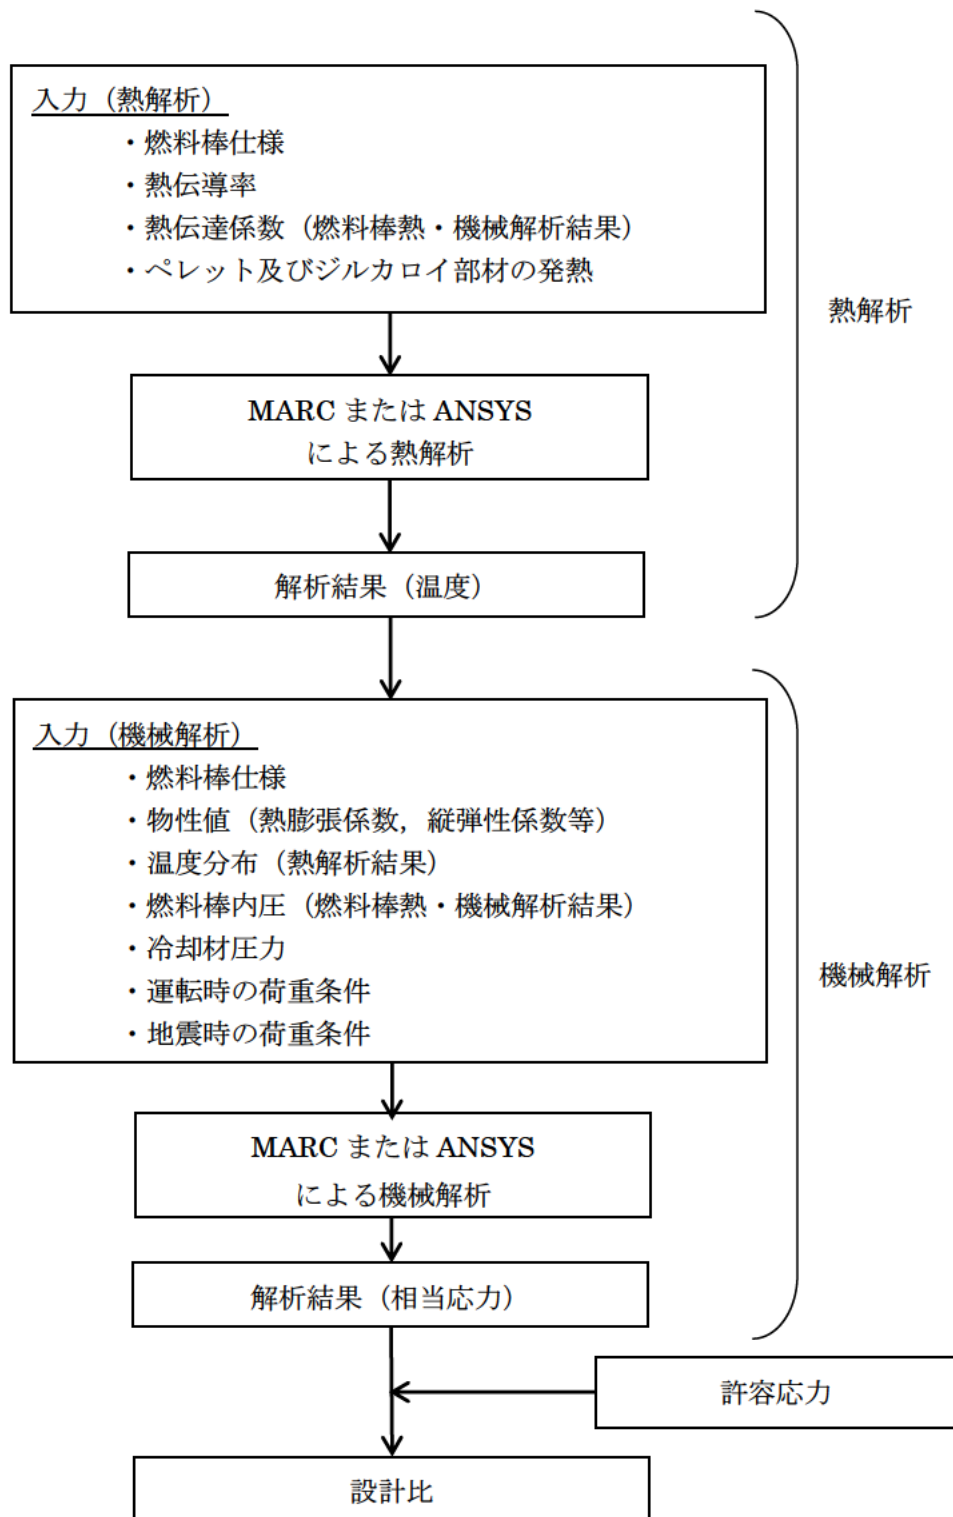 入力（熱解析）
・燃料棒仕様
・熱伝導率
・熱伝達係数（燃料棒熱・機械解析結果）
・ペレット及びジルカロイ部材の発熱
熱解析
MARC または ANSYS
による熱解析
解析結果（温度）
入力（機械解析）
・燃料棒仕様
・物性値（熱膨張係数，縦弾性係数等）
・温度分布（熱解析結果）
・燃料棒内圧（燃料棒熱・機械解析結果）
・冷却材圧力
・運転時の荷重条件
・地震時の荷重条件
機械解析
MARC または ANSYS
による機械解析
解析結果（相当応力）
許容応力
設計比